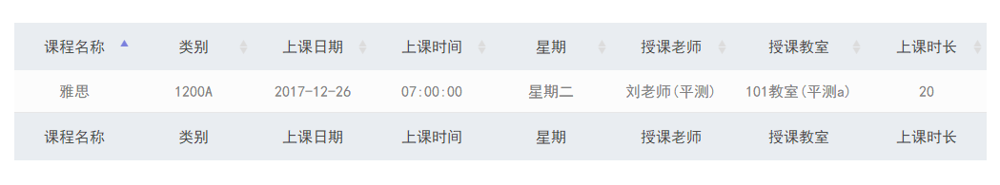 课程名称 类别 上课日期 上课时间 星期 授课老师 授课教室 上课时长
雅思 1200A 2017-12-26 07:00:00 星期二 刘老师(平测) 101教室(平测a) 20
课程名称 类别 上课日期 上课时间 星期 授课老师 授课教室 上课时长